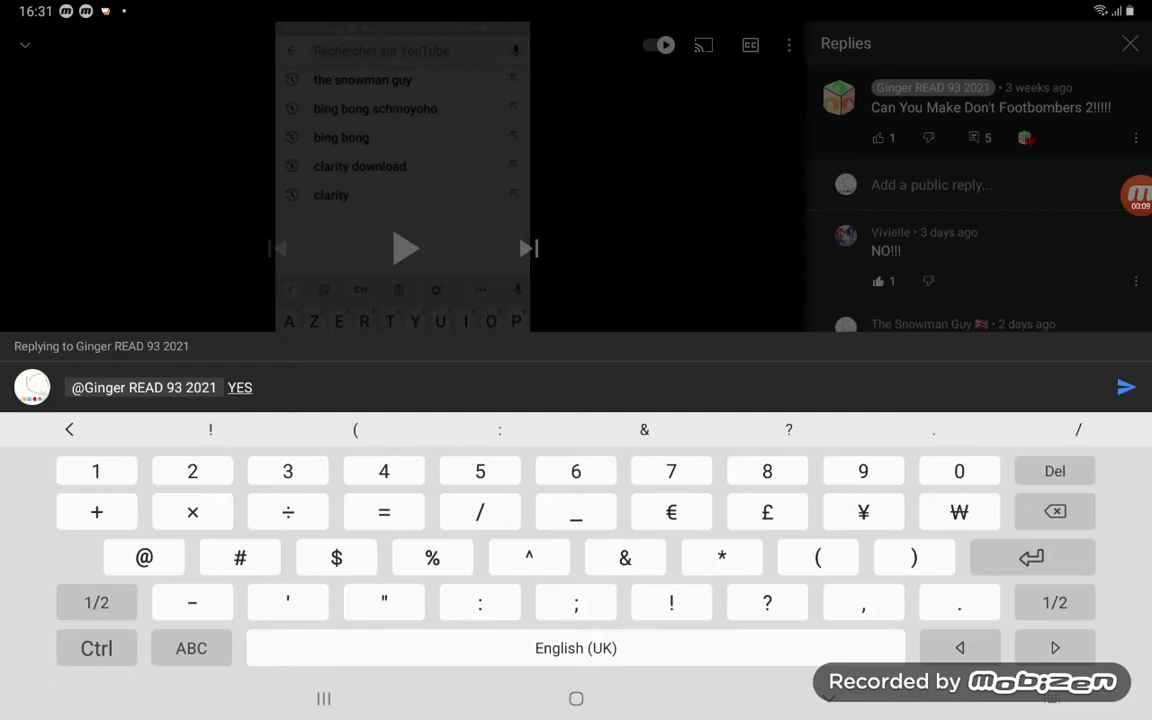 16:31
Rechercher sur YouTube
the snowman guy
bing bong schmoyoho
bing bong
clarity download
clarity
GIF
A Z E R T Y U I O P
CC
Replies
Ginger READ 93 2021 • 3 weeks ago
Can You Make Don't Footbombers 2!!!!!
1 5
Add a public reply...
00:09
Vivielle • 3 days ago
NO!!!
1
The Snowman Guy 🇬🇧 • 2 days ago
Replying to Ginger READ 93 2021
@Ginger READ 93 2021 YES
! ( : & ? . /
1 2 3 4 5 6 7 8 9 0 Del
+ × ÷ = / _ € £ ¥ ₩
@ # $ % ^ & * ( )
1/2 - ' " : ; ! ? , . 1/2
Ctrl ABC English (UK)
Recorded by mobizen